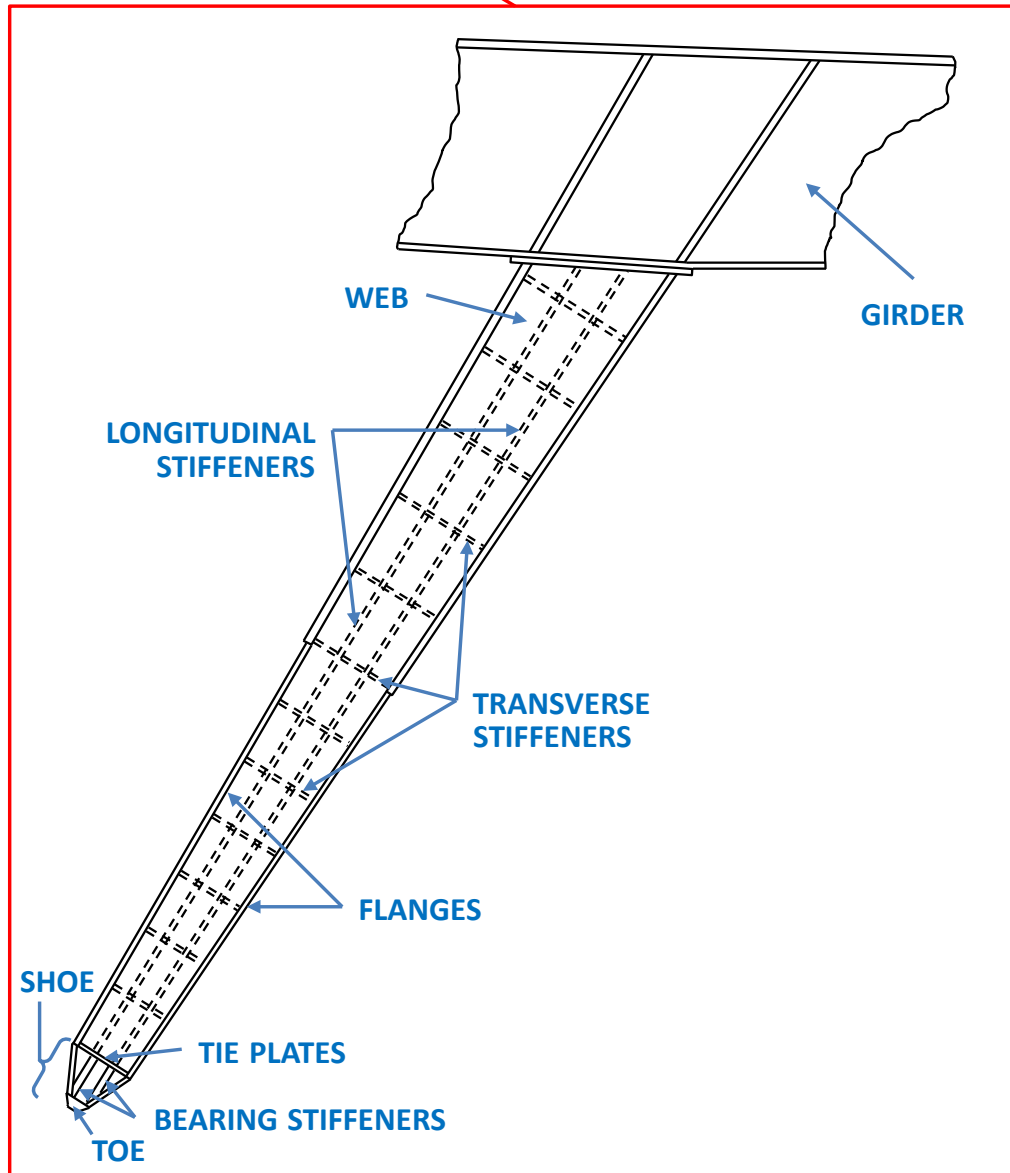 WEB
GIRDER
LONGITUDINAL
STIFFENERS
TRANSVERSE
STIFFENERS
FLANGES
SHOE
TIE PLATES
BEARING STIFFENERS
TOE